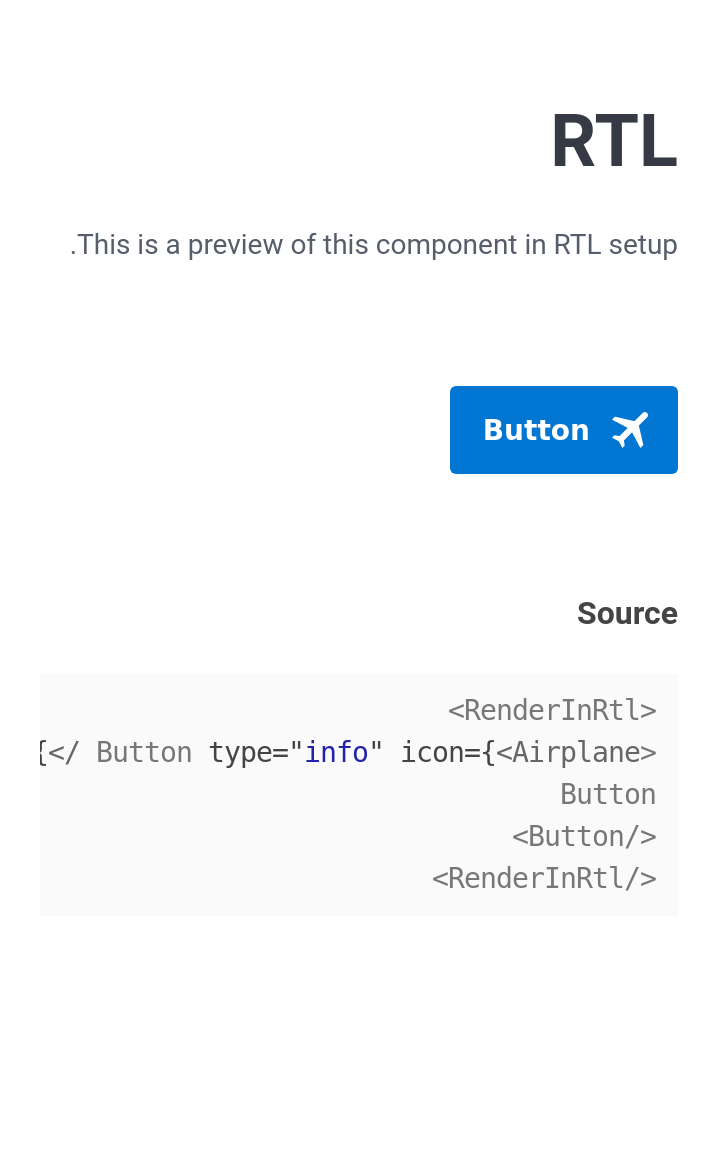 RTL
.This is a preview of this component in RTL setup
Button
Source
<RenderInRtl>
{</ Button type="info" icon={<Airplane>
Button
<Button/>
<RenderInRtl/>